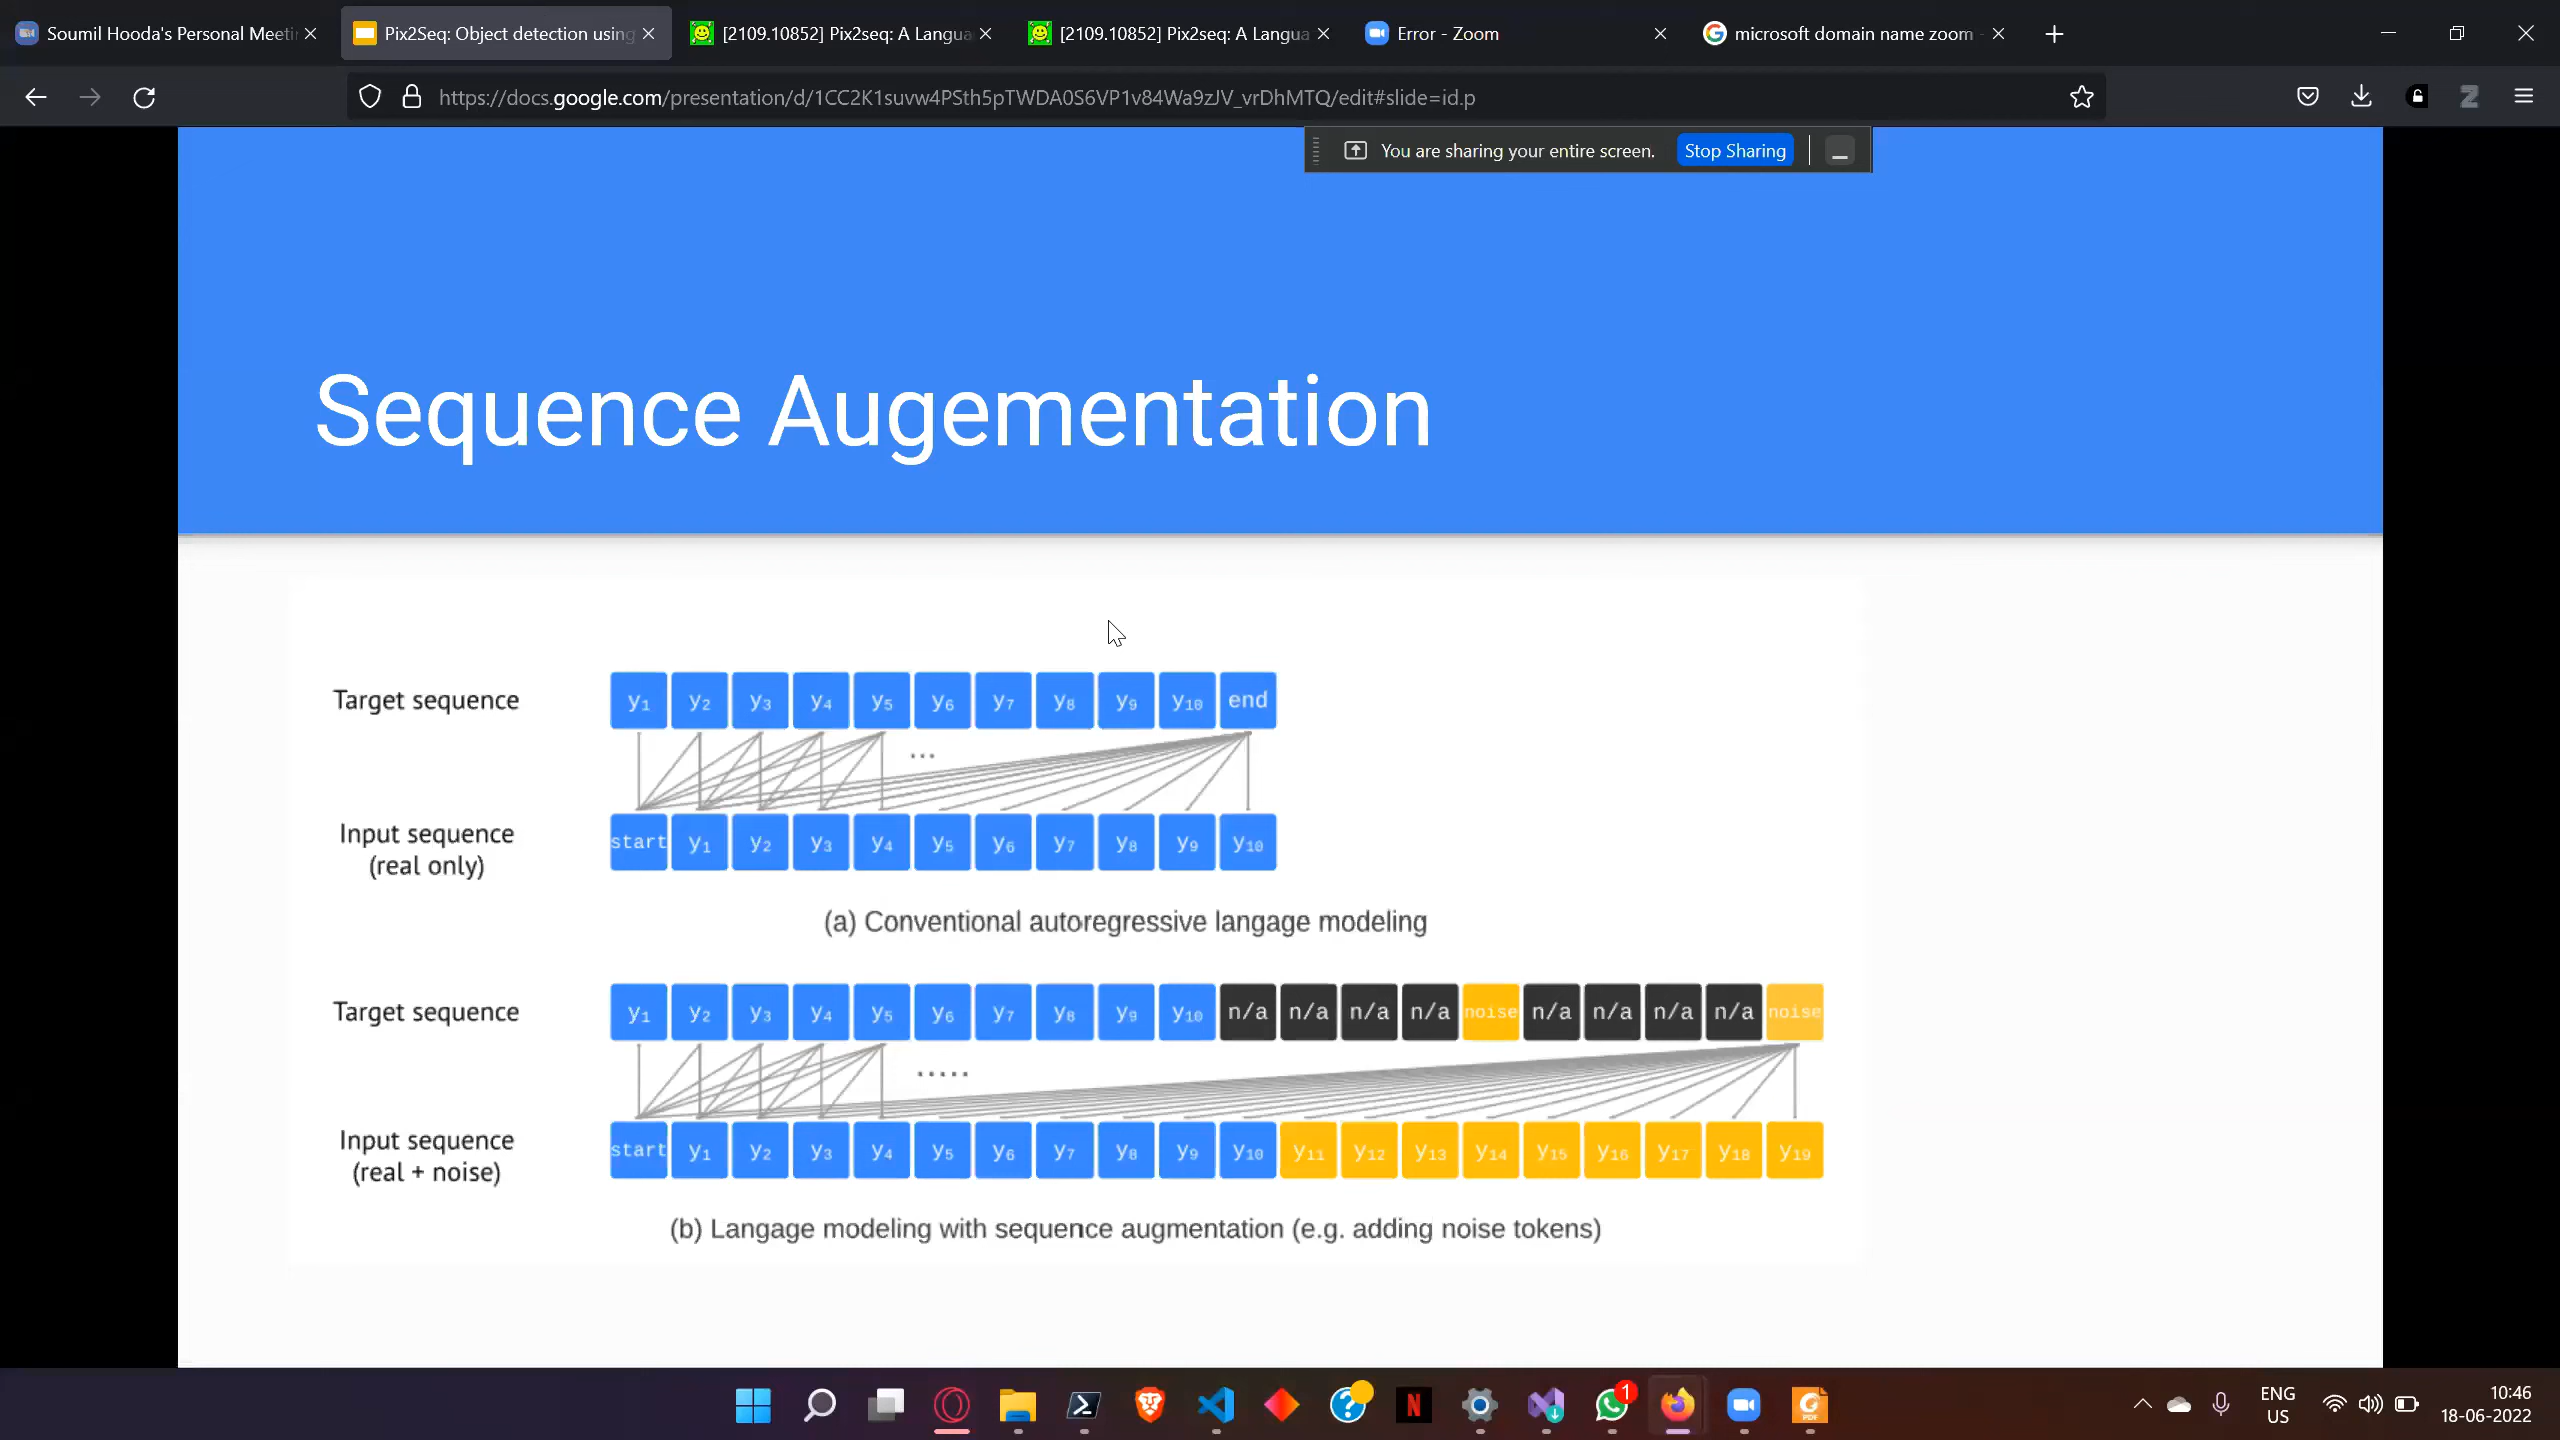 Soumil Hooda's Personal Meeti
Pix2Seq: Object detection using
[2109.10852] Pix2seq: A Langua
[2109.10852] Pix2seq: A Langua
Error - Zoom
microsoft domain name zoom -
https://docs.google.com/presentation/d/1CC2K1suvw4PSth5pTWDA0S6VP1v84Wa9zJV_vrDhMTQ/edit#slide=id.p
You are sharing your entire screen. Stop Sharing
Sequence Augementation
Target sequence
y1 y2 y3 y4 y5 y6 y7 y8 y9 y10 end
...
Input sequence
(real only)
start y1 y2 y3 y4 y5 y6 y7 y8 y9 y10
(a) Conventional autoregressive langage modeling
Target sequence
y1 y2 y3 y4 y5 y6 y7 y8 y9 y10 n/a n/a n/a n/a noise n/a n/a n/a n/a noise
.....
Input sequence
(real + noise)
start y1 y2 y3 y4 y5 y6 y7 y8 y9 y10 y11 y12 y13 y14 y15 y16 y17 y18 y19
(b) Langage modeling with sequence augmentation (e.g. adding noise tokens)
N
1
PDF
ENG
US
10:46
18-06-2022